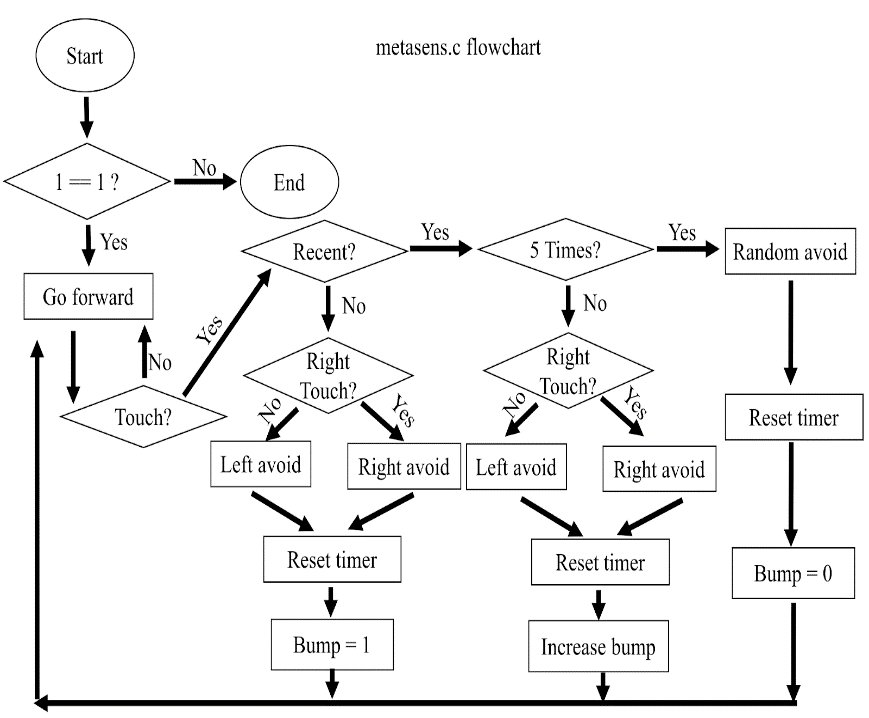 metasens.c flowchart
Start
1 == 1 ?
No
End
Yes
Go forward
No
Touch?
Yes
Recent?
Yes
5 Times?
Yes
Random avoid
No
No
Right
Touch?
Right
Touch?
No
Yes
No
Yes
Left avoid
Right avoid
Left avoid
Right avoid
Reset timer
Reset timer
Reset timer
Bump = 1
Increase bump
Bump = 0